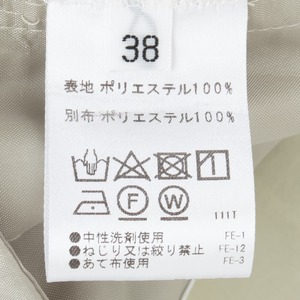 38
表地 ポリエステル100%
別布 ポリエステル100%
F W
111T
●中性洗剤使用 FE-1
●ねじり又は絞り禁止 FE-12
●あて布使用 FE-3